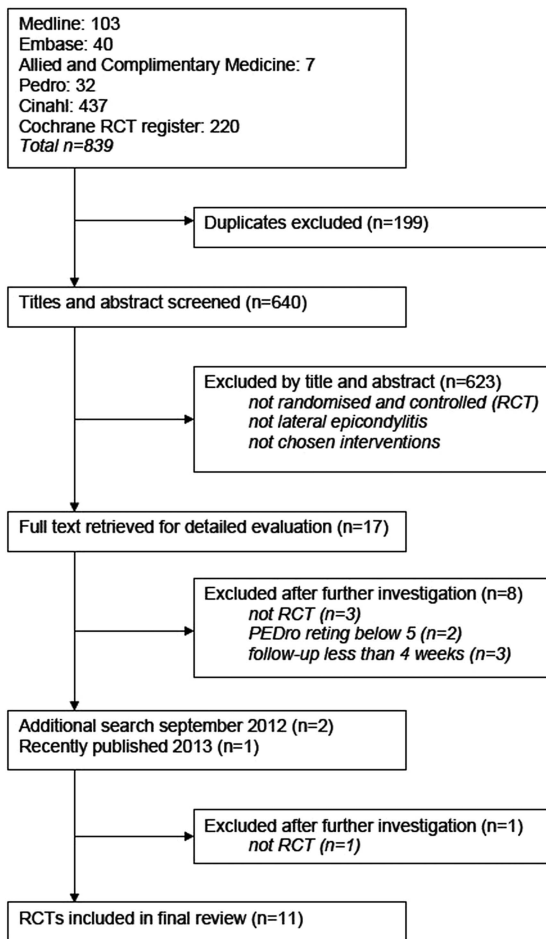 Medline: 103
Embase: 40
Allied and Complimentary Medicine: 7
Pedro: 32
Cinahl: 437
Cochrane RCT register: 220
Total n=839
Duplicates excluded (n=199)
Titles and abstract screened (n=640)
Excluded by title and abstract (n=623)
not randomised and controlled (RCT)
not lateral epicondylitis
not chosen interventions
Full text retrieved for detailed evaluation (n=17)
Excluded after further investigation (n=8)
not RCT (n=3)
PEDro reting below 5 (n=2)
follow-up less than 4 weeks (n=3)
Additional search september 2012 (n=2)
Recently published 2013 (n=1)
Excluded after further investigation (n=1)
not RCT (n=1)
RCTs included in final review (n=11)